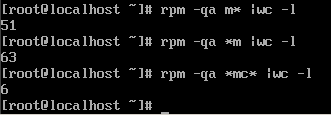 [root@localhost ~]# rpm -qa m* |wc -l
51
[root@localhost ~]# rpm -qa *m |wc -l
63
[root@localhost ~]# rpm -qa *mc* |wc -l
6
[root@localhost ~]# _